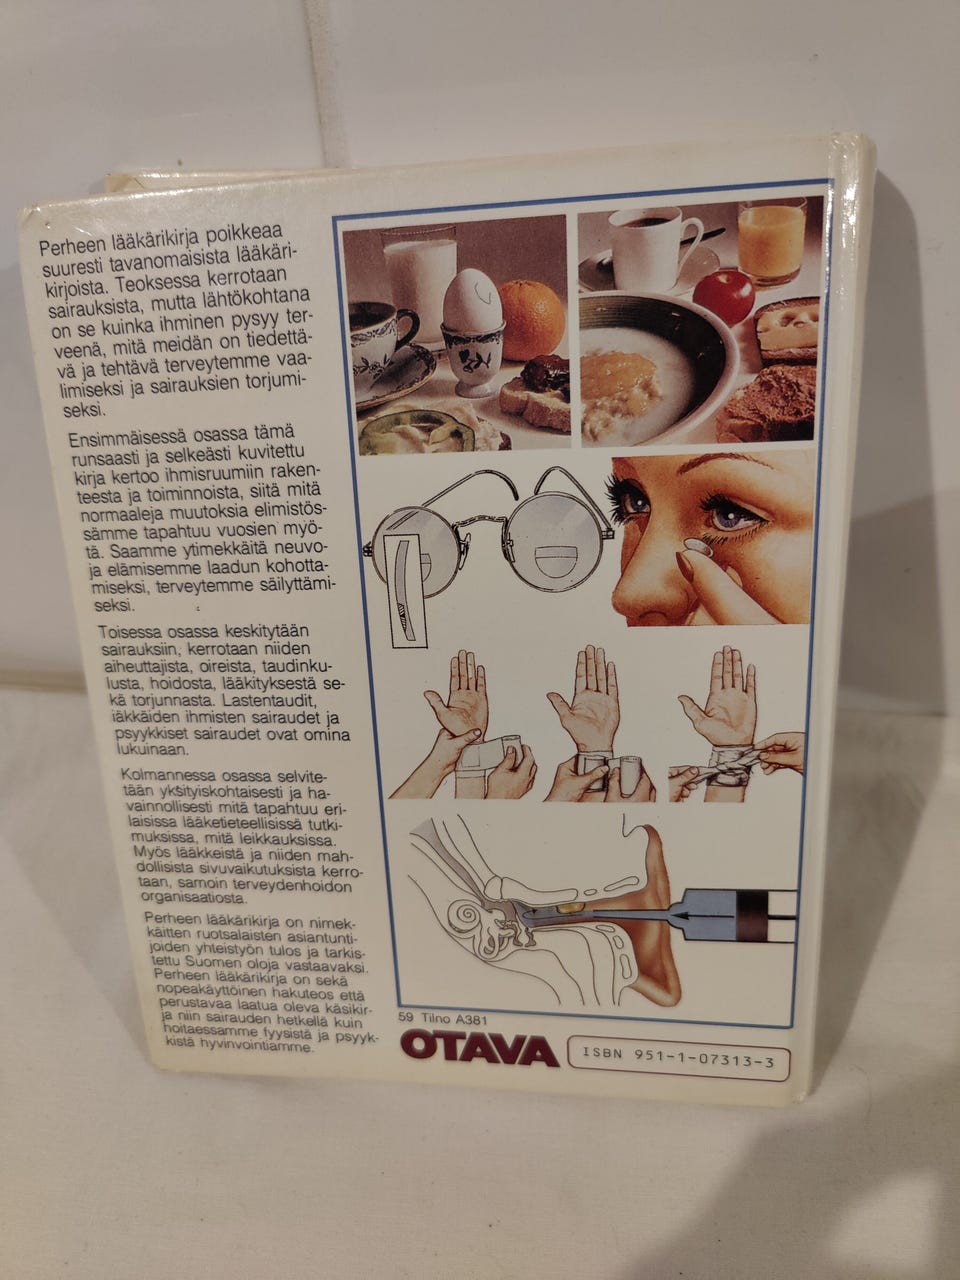 Perheen lääkärikirja poikkeaa
suuresti tavanomaisista lääkäri-
kirjoista. Teoksessa kerrotaan
sairauksista, mutta lähtökohtana
on se kuinka ihminen pysyy ter-
veenä, mitä meidän on tiedettä-
vä ja tehtävä terveytemme vaa-
limiseksi ja sairauksien torjumi-
seksi.
Ensimmäisessä osassa tämä
runsaasti ja selkeästi kuvitettu
kirja kertoo ihmisruumiin raken-
teesta ja toiminnoista, siitä mitä
normaaleja muutoksia elimistös-
sämme tapahtuu vuosien myö-
tä. Saamme ytimekkäitä neuvo-
ja elämisemme laadun kohotta-
miseksi, terveytemme säilyttämi-
seksi.
Toisessa osassa keskitytään
sairauksiin, kerrotaan niiden
aiheuttajista, oireista, taudinku-
lusta, hoidosta, lääkityksestä se-
kä torjunnasta. Lastentaudit,
iäkkäiden ihmisten sairaudet ja
psyykkiset sairaudet ovat omina
lukuinaan.
Kolmannessa osassa selvite-
tään yksityiskohtaisesti ja ha-
vainnollisesti mitä tapahtuu eri-
laisissa lääketieteellisissä tutki-
muksissa, mitä leikkauksissa.
Myös lääkkeistä ja niiden mah-
dollisista sivuvaikutuksista kerro-
taan, samoin terveydenhoidon
organisaatiosta.
Perheen lääkärikirja on nimek-
käitten ruotsalaisten asiantunti-
joiden yhteistyön tulos ja tarkis-
tettu Suomen oloja vastaavaksi.
Perheen lääkärikirja on sekä
nopeakäyttöinen hakuteos että
perustavaa laatua oleva käsikir-
ja niin sairauden hetkellä kuin
hoitaessamme fyysistä ja psyyk-
kistä hyvinvointiamme.
59 Tilno A381
OTAVA
ISBN 951-1-07313-3